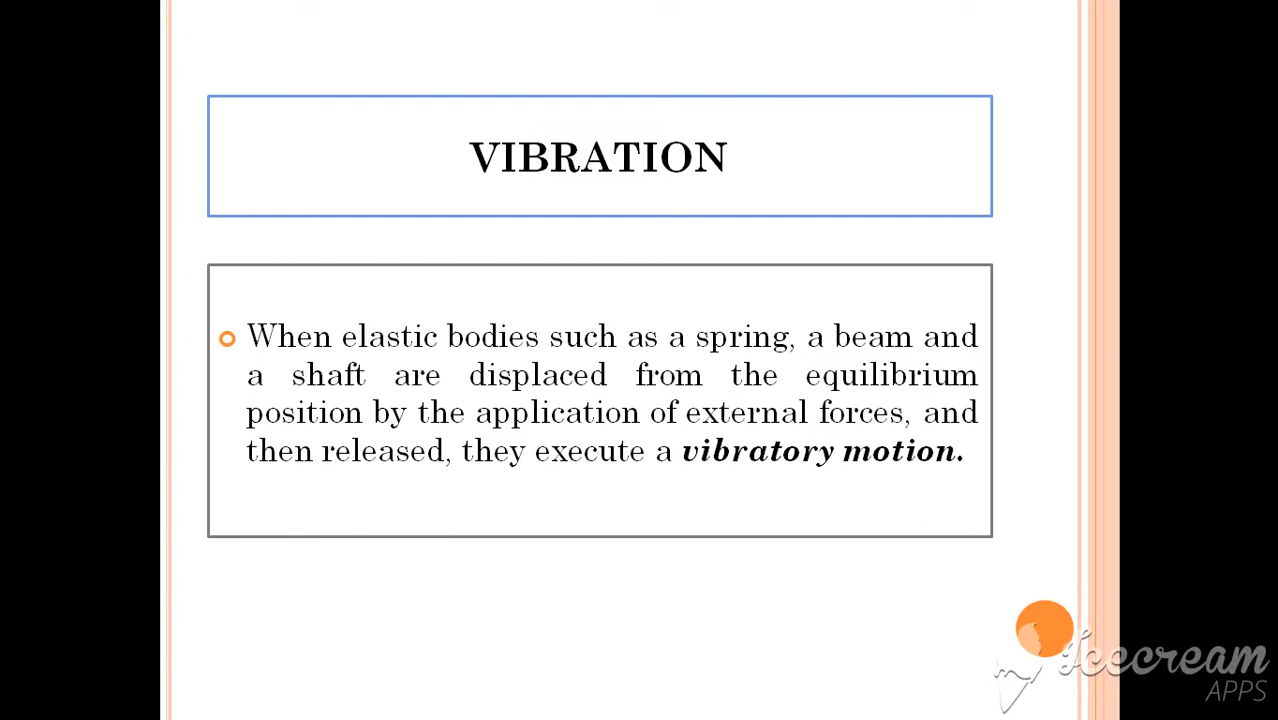 VIBRATION
When elastic bodies such as a spring, a beam and
a shaft are displaced from the equilibrium
position by the application of external forces, and
then released, they execute a vibratory motion.
Icecream
APPS